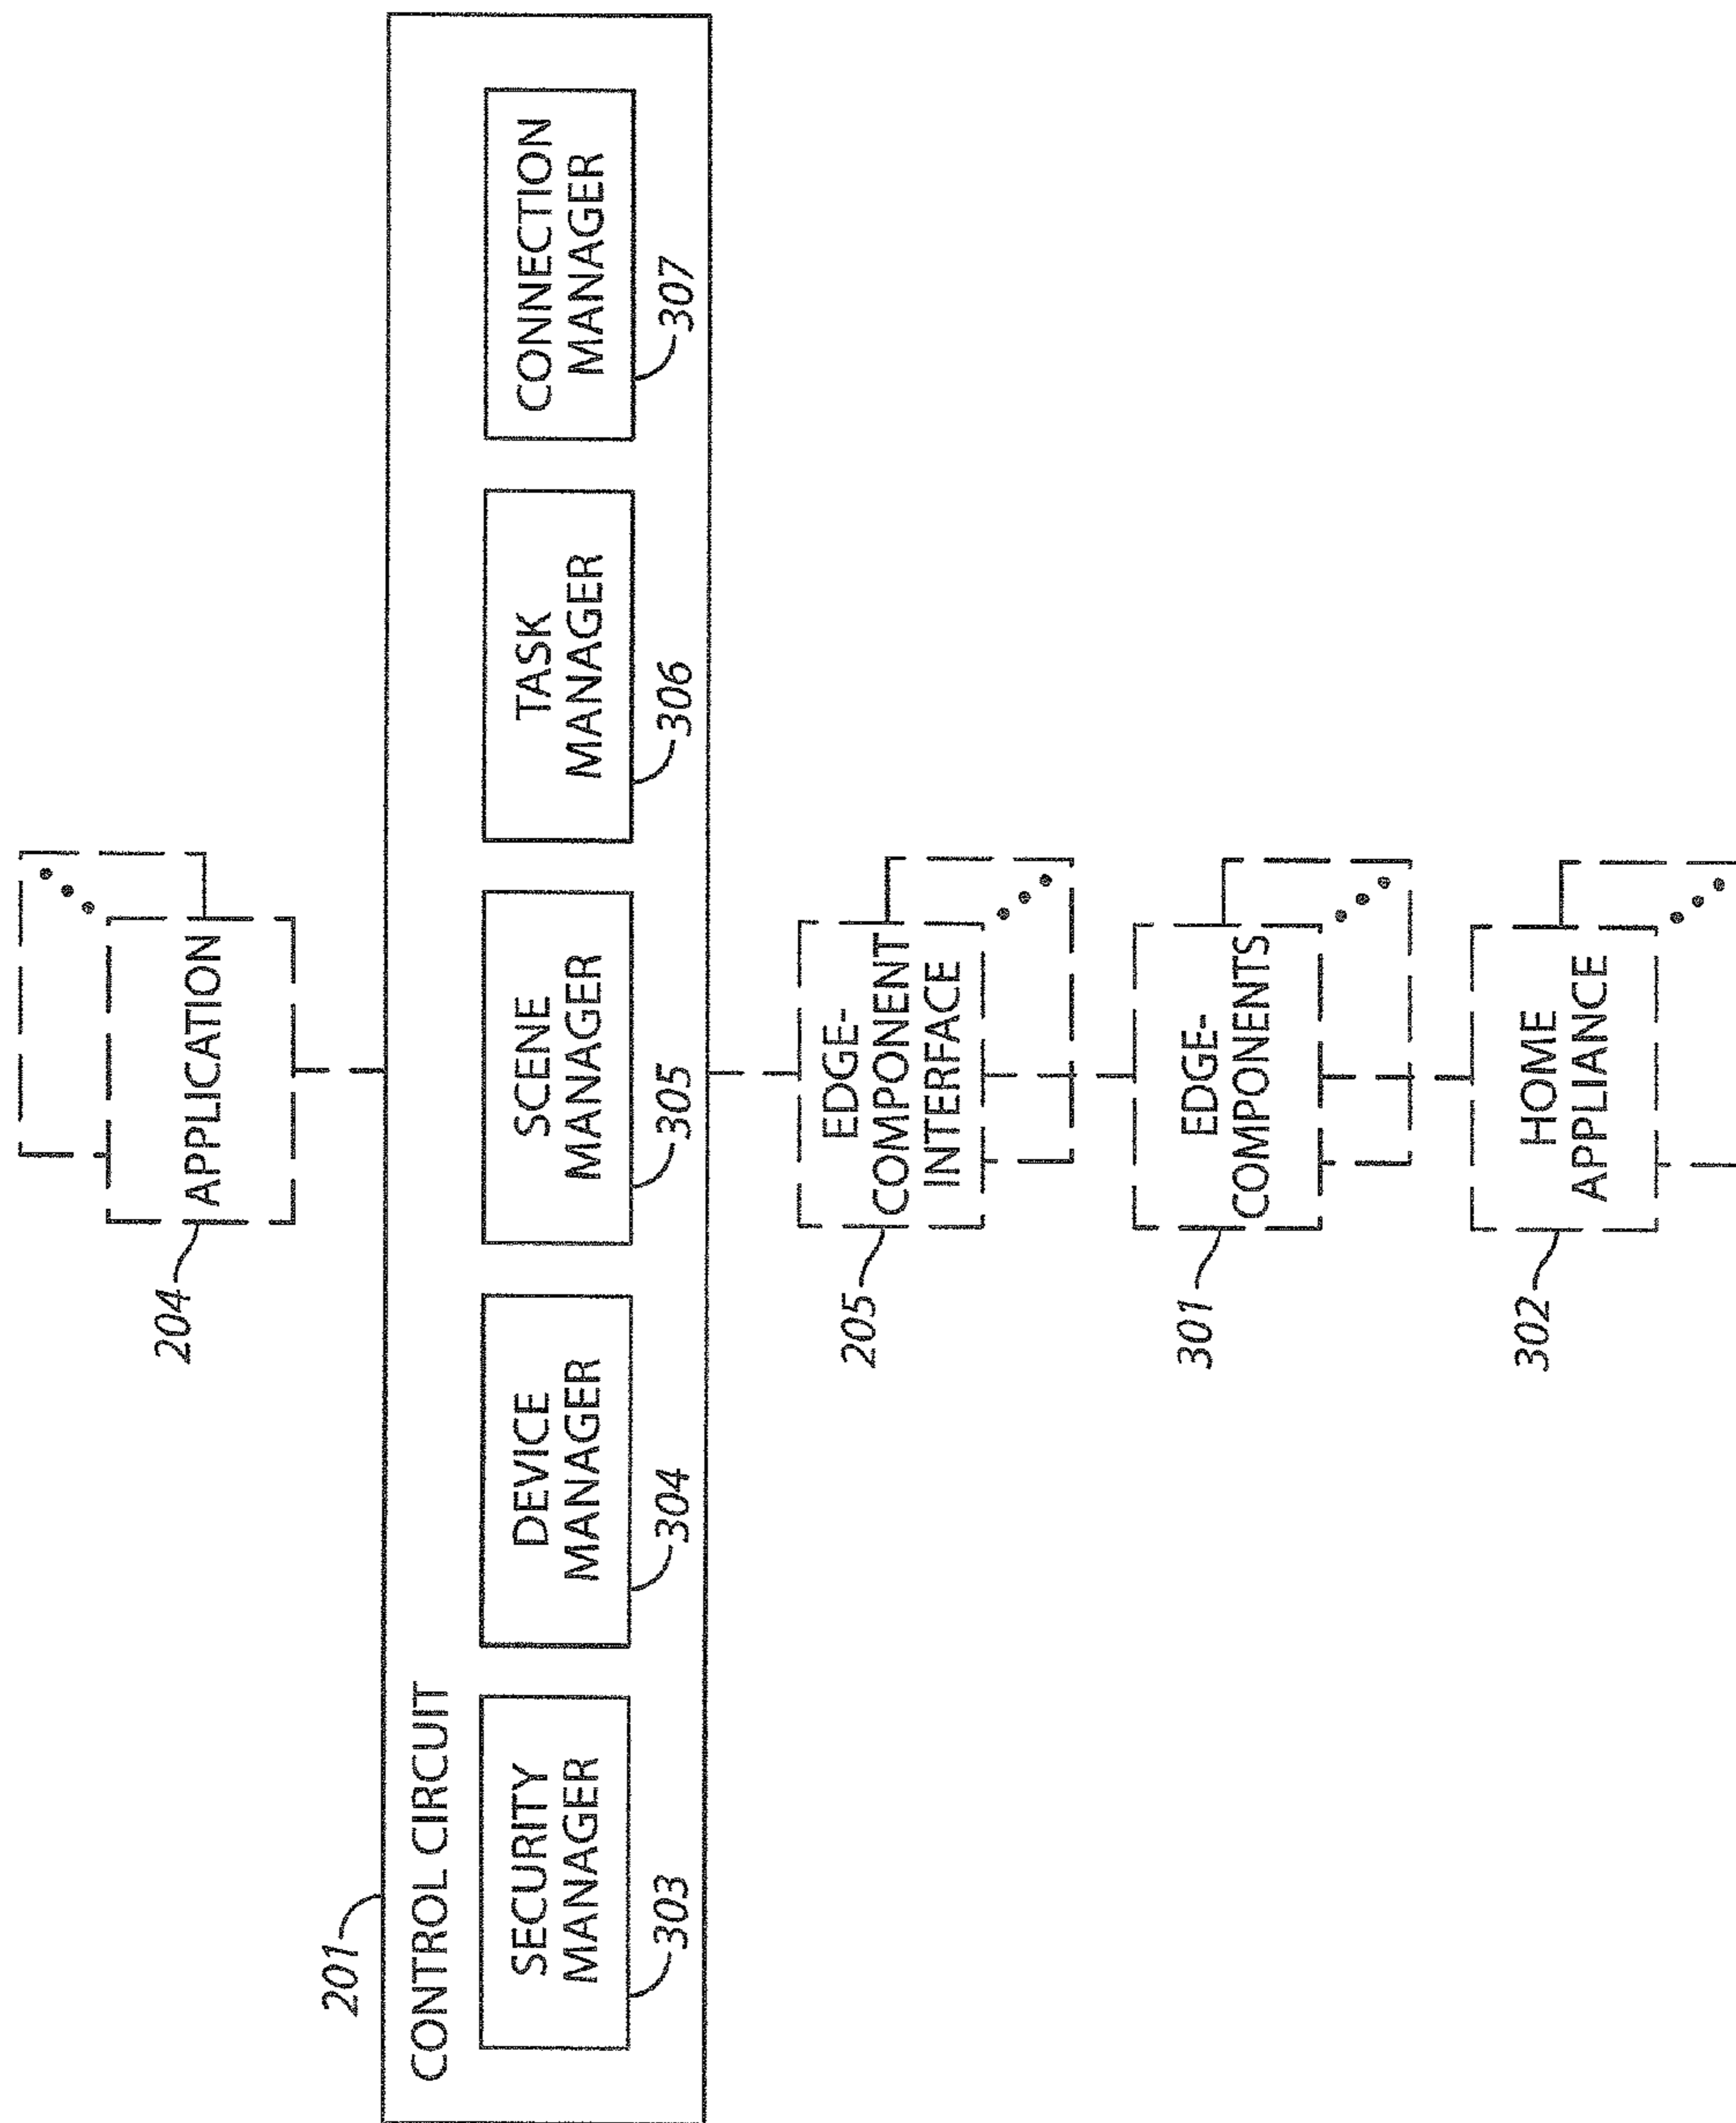 204
APPLICATION
201
CONTROL CIRCUIT
SECURITY
MANAGER
303
DEVICE
MANAGER
304
SCENE
MANAGER
305
TASK
MANAGER
306
CONNECTION
MANAGER
307
205
EDGE-
COMPONENT
INTERFACE
301
EDGE-
COMPONENTS
302
HOME
APPLIANCE